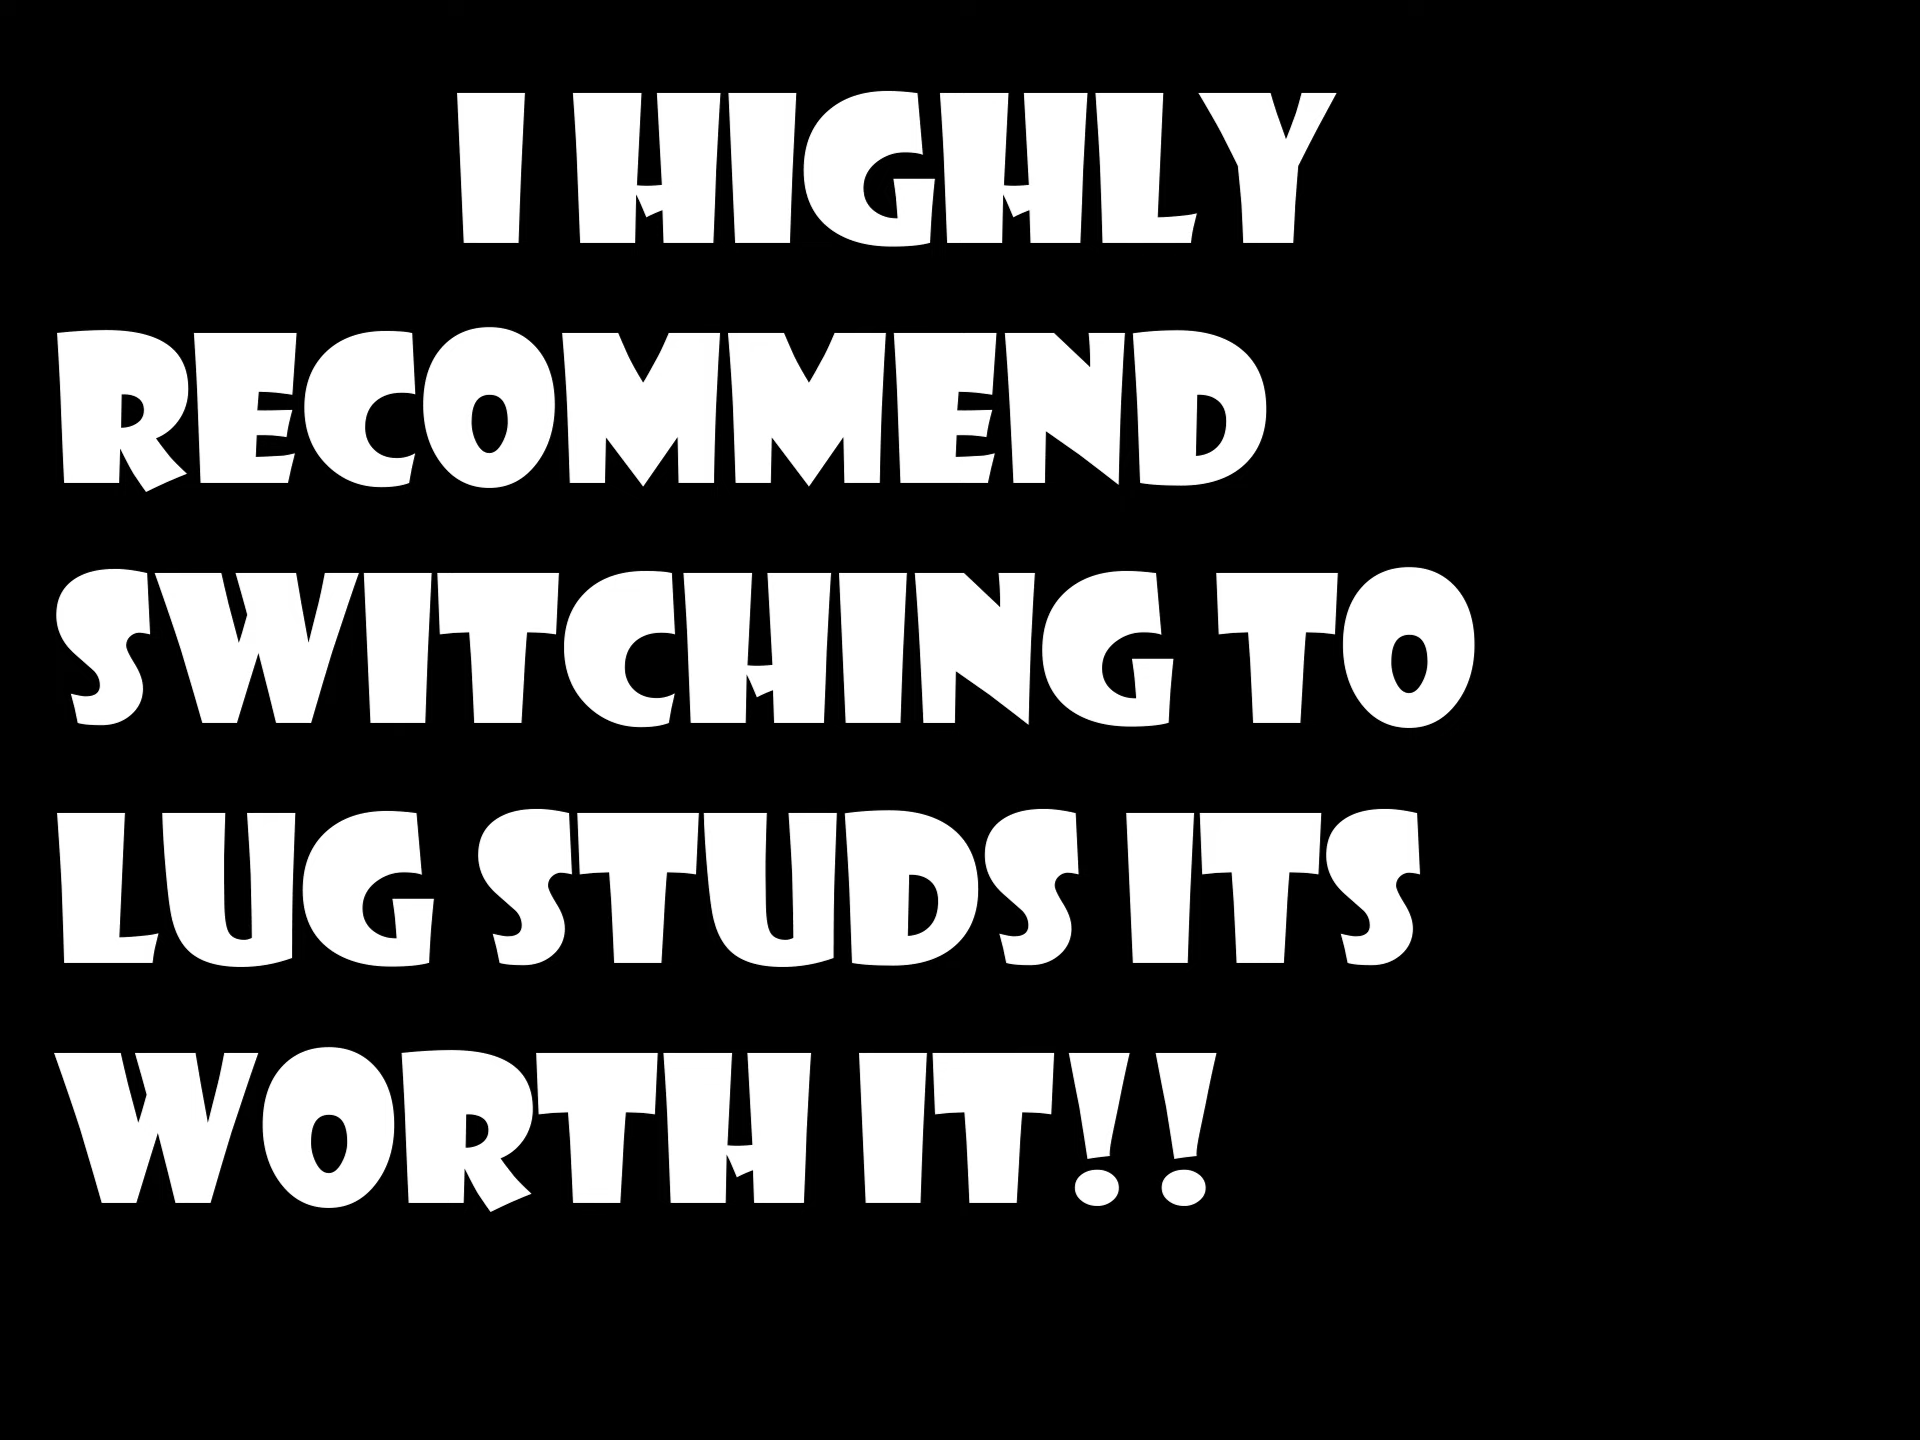 I HIGHLY
RECOMMEND
SWITCHING TO
LUG STUDS ITS
WORTH IT!!